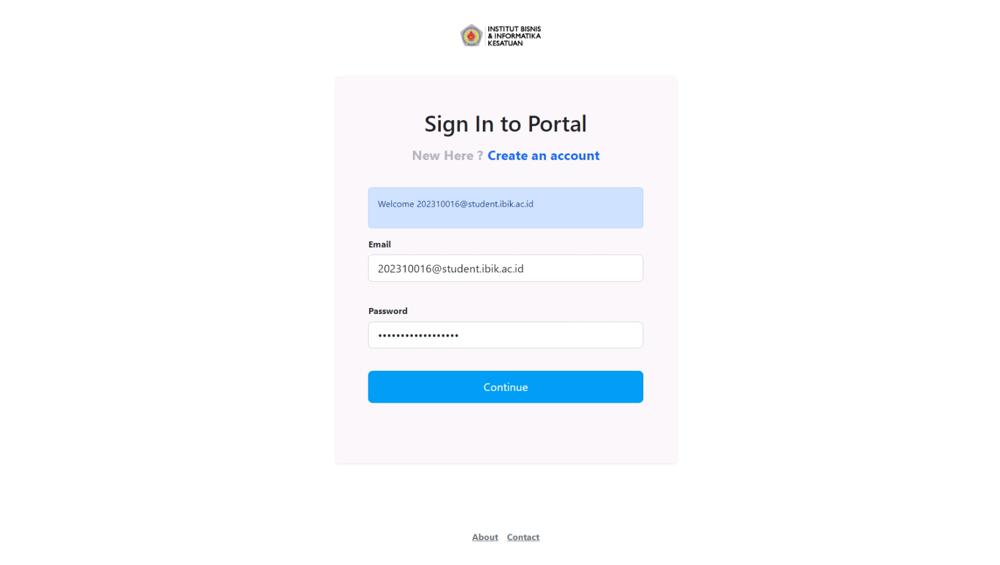 INSTITUT BISNIS
& INFORMATIKA
KESATUAN
Sign In to Portal
New Here ? Create an account
Welcome 202310016@student.ibik.ac.id
Email
202310016@student.ibik.ac.id
Password
••••••••••••••••••
Continue
About Contact